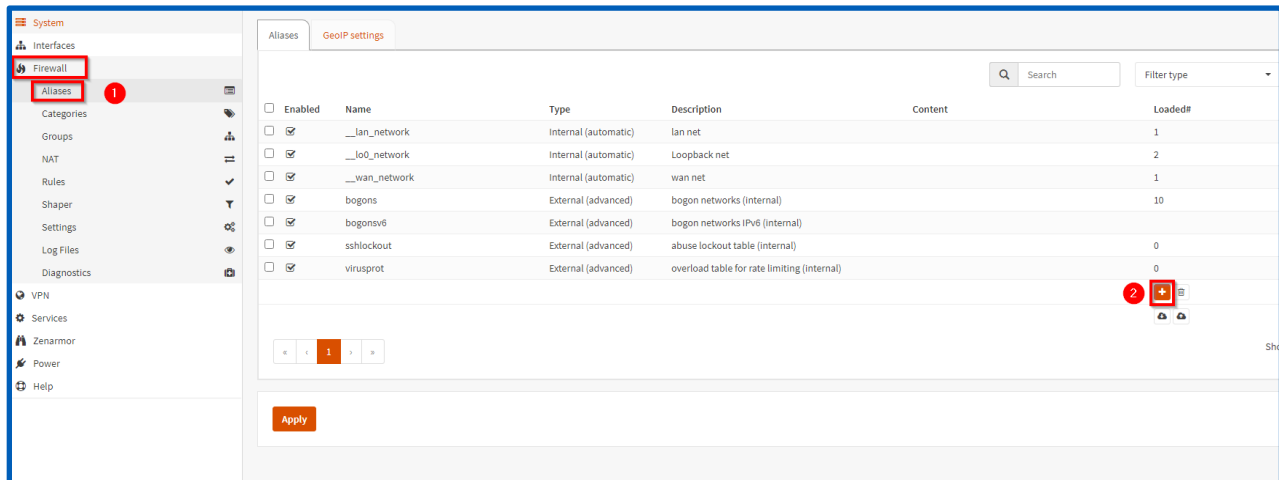 System
Interfaces
Firewall
Aliases
1
Categories
Groups
NAT
Rules
Shaper
Settings
Log Files
Diagnostics
VPN
Services
Zenarmor
Power
Help
Aliases GeoIP settings
Search Filter type
Enabled Name Type Description Content Loaded#
__lan_network Internal (automatic) lan net 1
__lo0_network Internal (automatic) Loopback net 2
__wan_network Internal (automatic) wan net 1
bogons External (advanced) bogon networks (internal) 10
bogonsv6 External (advanced) bogon networks IPv6 (internal)
sshlockout External (advanced) abuse lockout table (internal) 0
virusprot External (advanced) overload table for rate limiting (internal) 0
2 +
« ‹ 1 › »
Sho
Apply